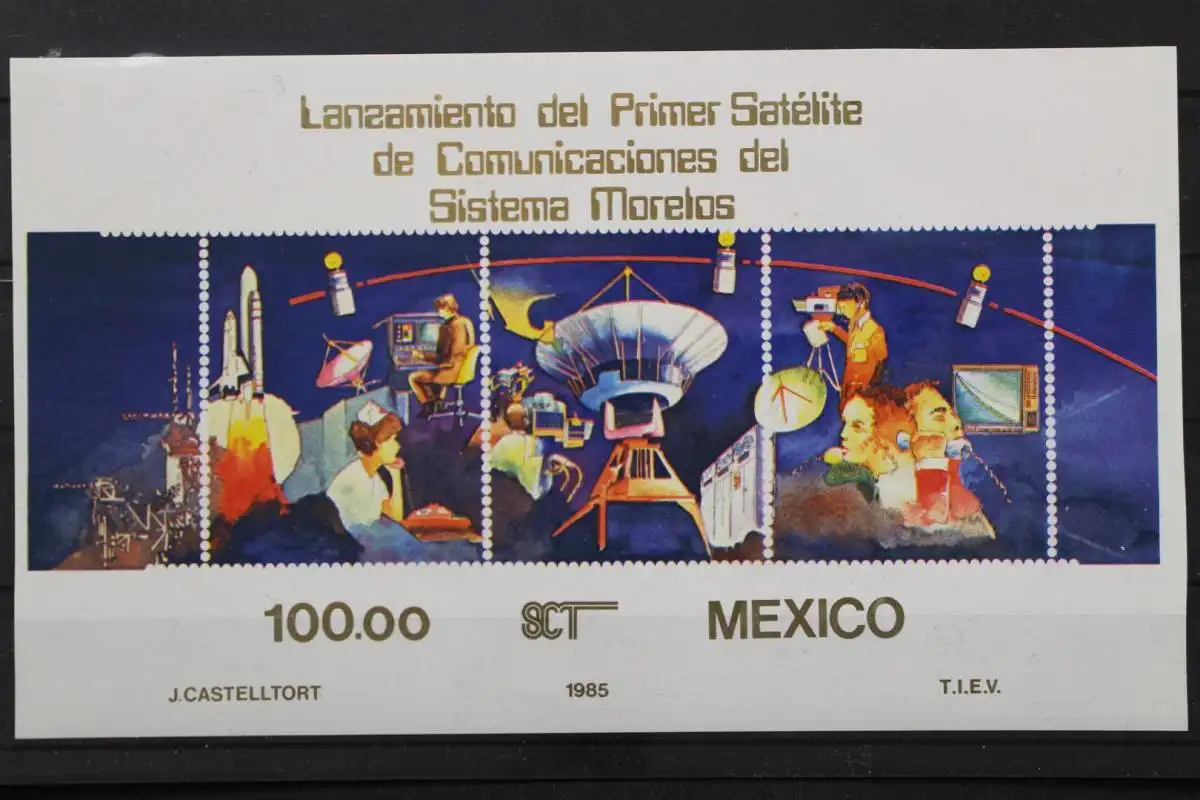 Lanzamiento del Primer Satélite
de Comunicaciones del
Sistema Morelos
100.00 SCT MEXICO
J.CASTELLTORT 1985 T.I.E.V.